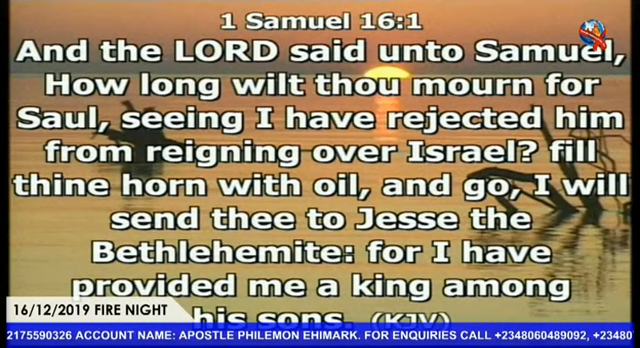 1 Samuel 16:1
And the LORD said unto Samuel,
How long wilt thou mourn for
Saul, seeing I have rejected him
from reigning over Israel? fill
thine horn with oil, and go, I will
send thee to Jesse the
Bethlehemite: for I have
provided me a king among
his sons. (KJV)
16/12/2019 FIRE NIGHT
2175590326 ACCOUNT NAME: APOSTLE PHILEMON EHIMARK. FOR ENQUIRIES CALL +2348060489092, +23480